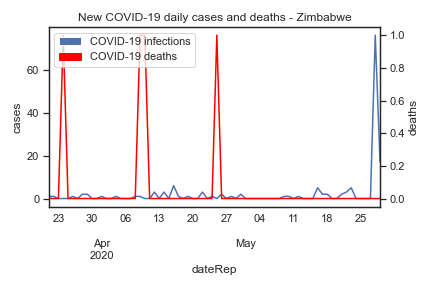 New COVID-19 daily cases and deaths - Zimbabwe
COVID-19 infections
COVID-19 deaths
cases
60
40
20
0
deaths
1.0
0.8
0.6
0.4
0.2
0.0
23 30 06 13 20 27 04 11 18 25
Apr May
2020
dateRep